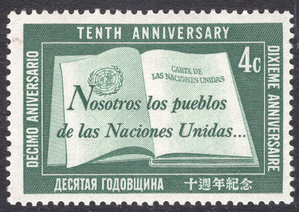 TENTH ANNIVERSARY
4c
DECIMO ANIVERSARIO
CARTA DE
LAS NACIONES UNIDAS
DIXIEME ANNIVERSAIRE
Nosotros los pueblos
de las Naciones Unidas...
ДЕСЯТАЯ ГОДОВЩИНА
十週年紀念